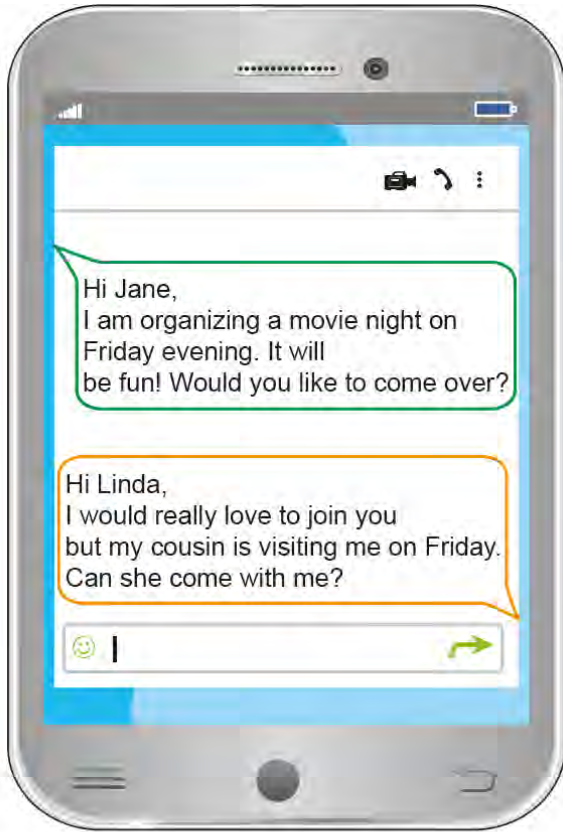 Hi Jane,
I am organizing a movie night on
Friday evening. It will
be fun! Would you like to come over?
Hi Linda,
I would really love to join you
but my cousin is visiting me on Friday.
Can she come with me?